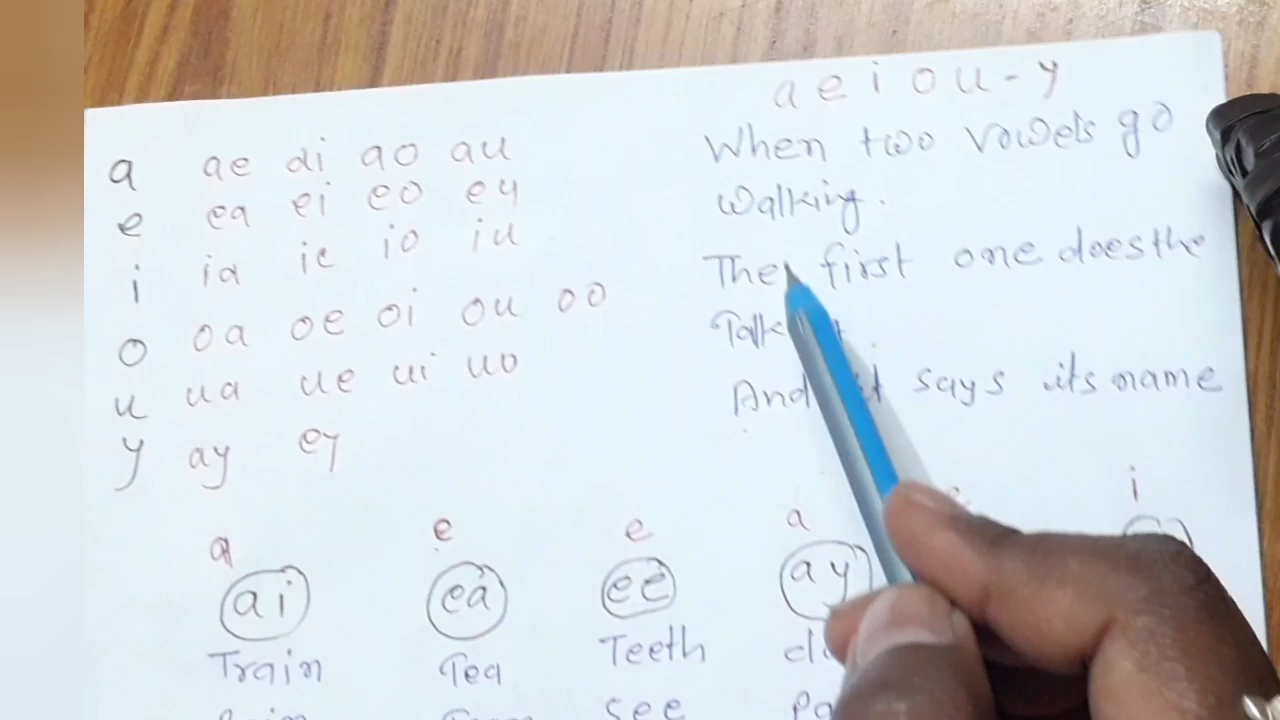 a e i o u - y
a ae ai ao au
e ea ei eo eu
i ia ie io iu
o oa oe oi ou oo
u ua ue ui uo
y ay ey
When two vowels go
walking.
The first one does the
And it says its name
a e e a i
ai ea ee ay
Train Tea Teeth
see